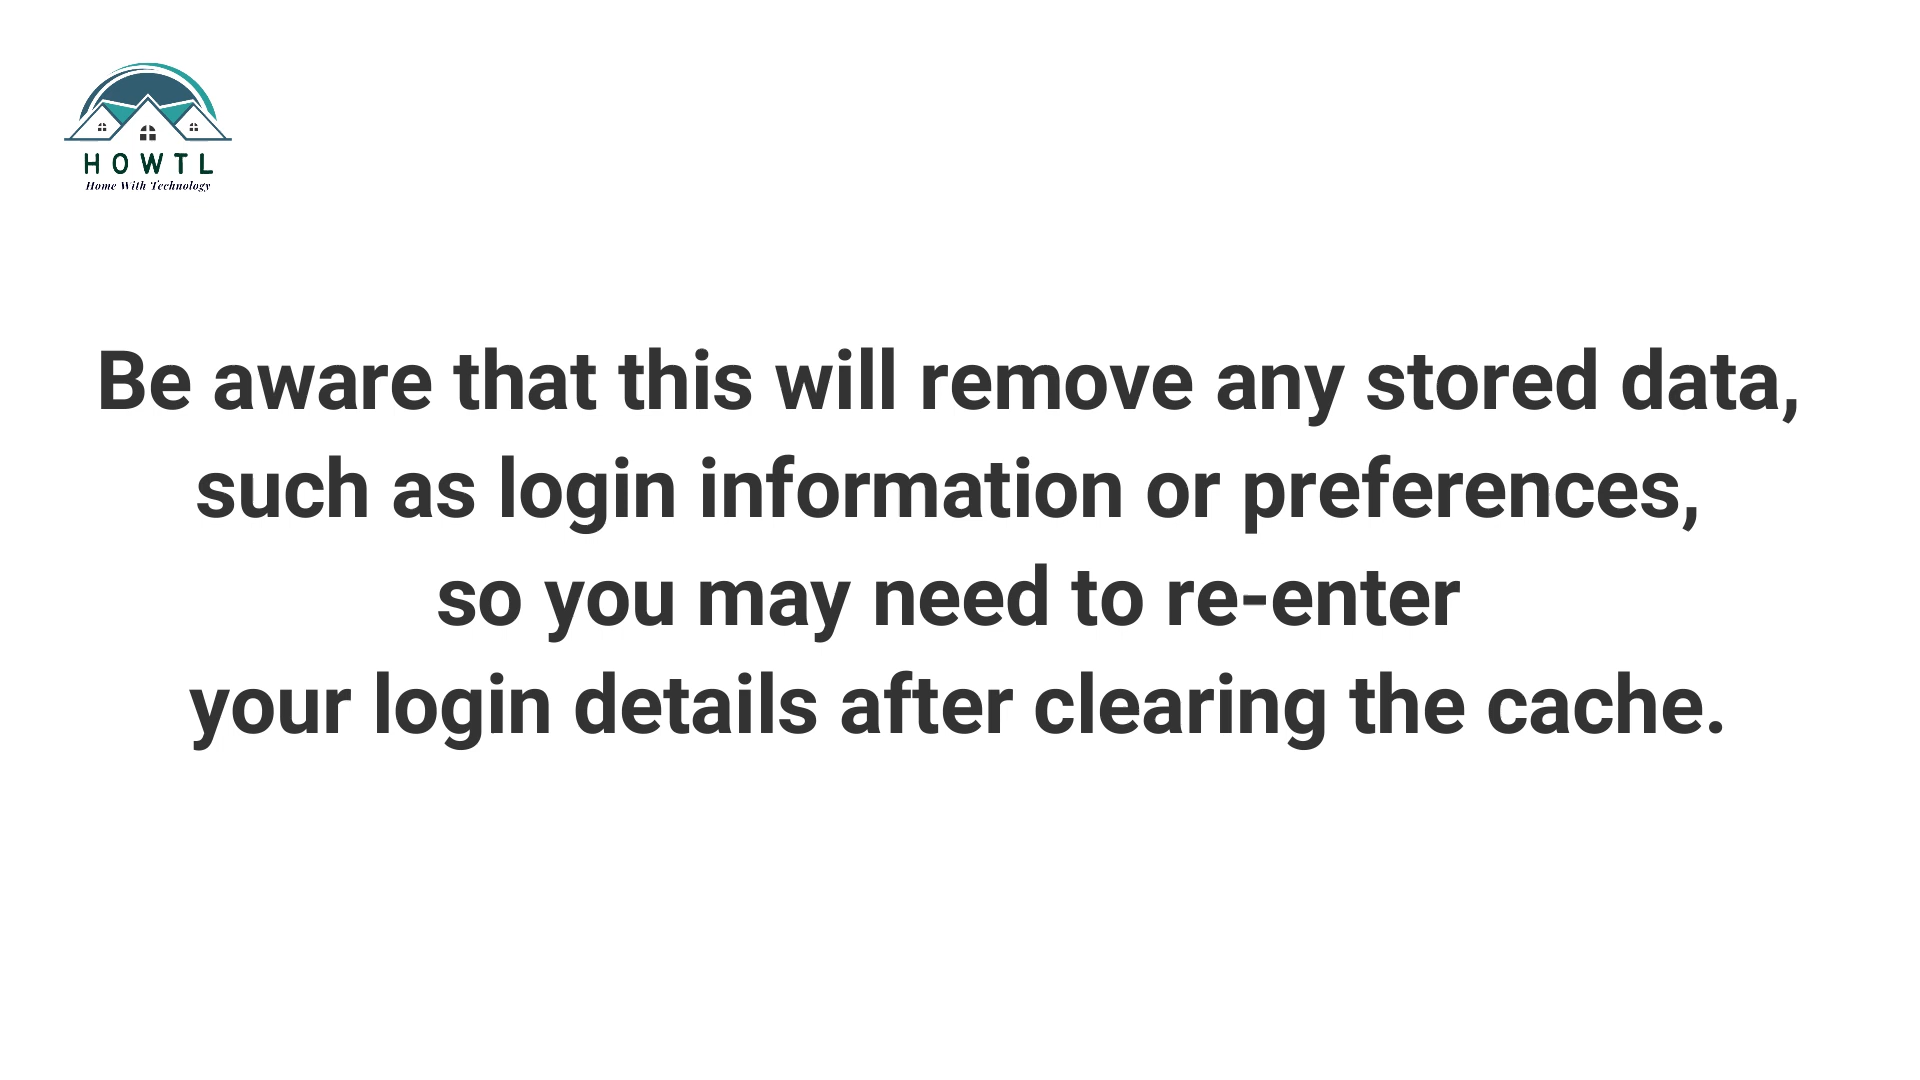 HOWTL
Home With Technology
Be aware that this will remove any stored data,
such as login information or preferences,
so you may need to re-enter
your login details after clearing the cache.